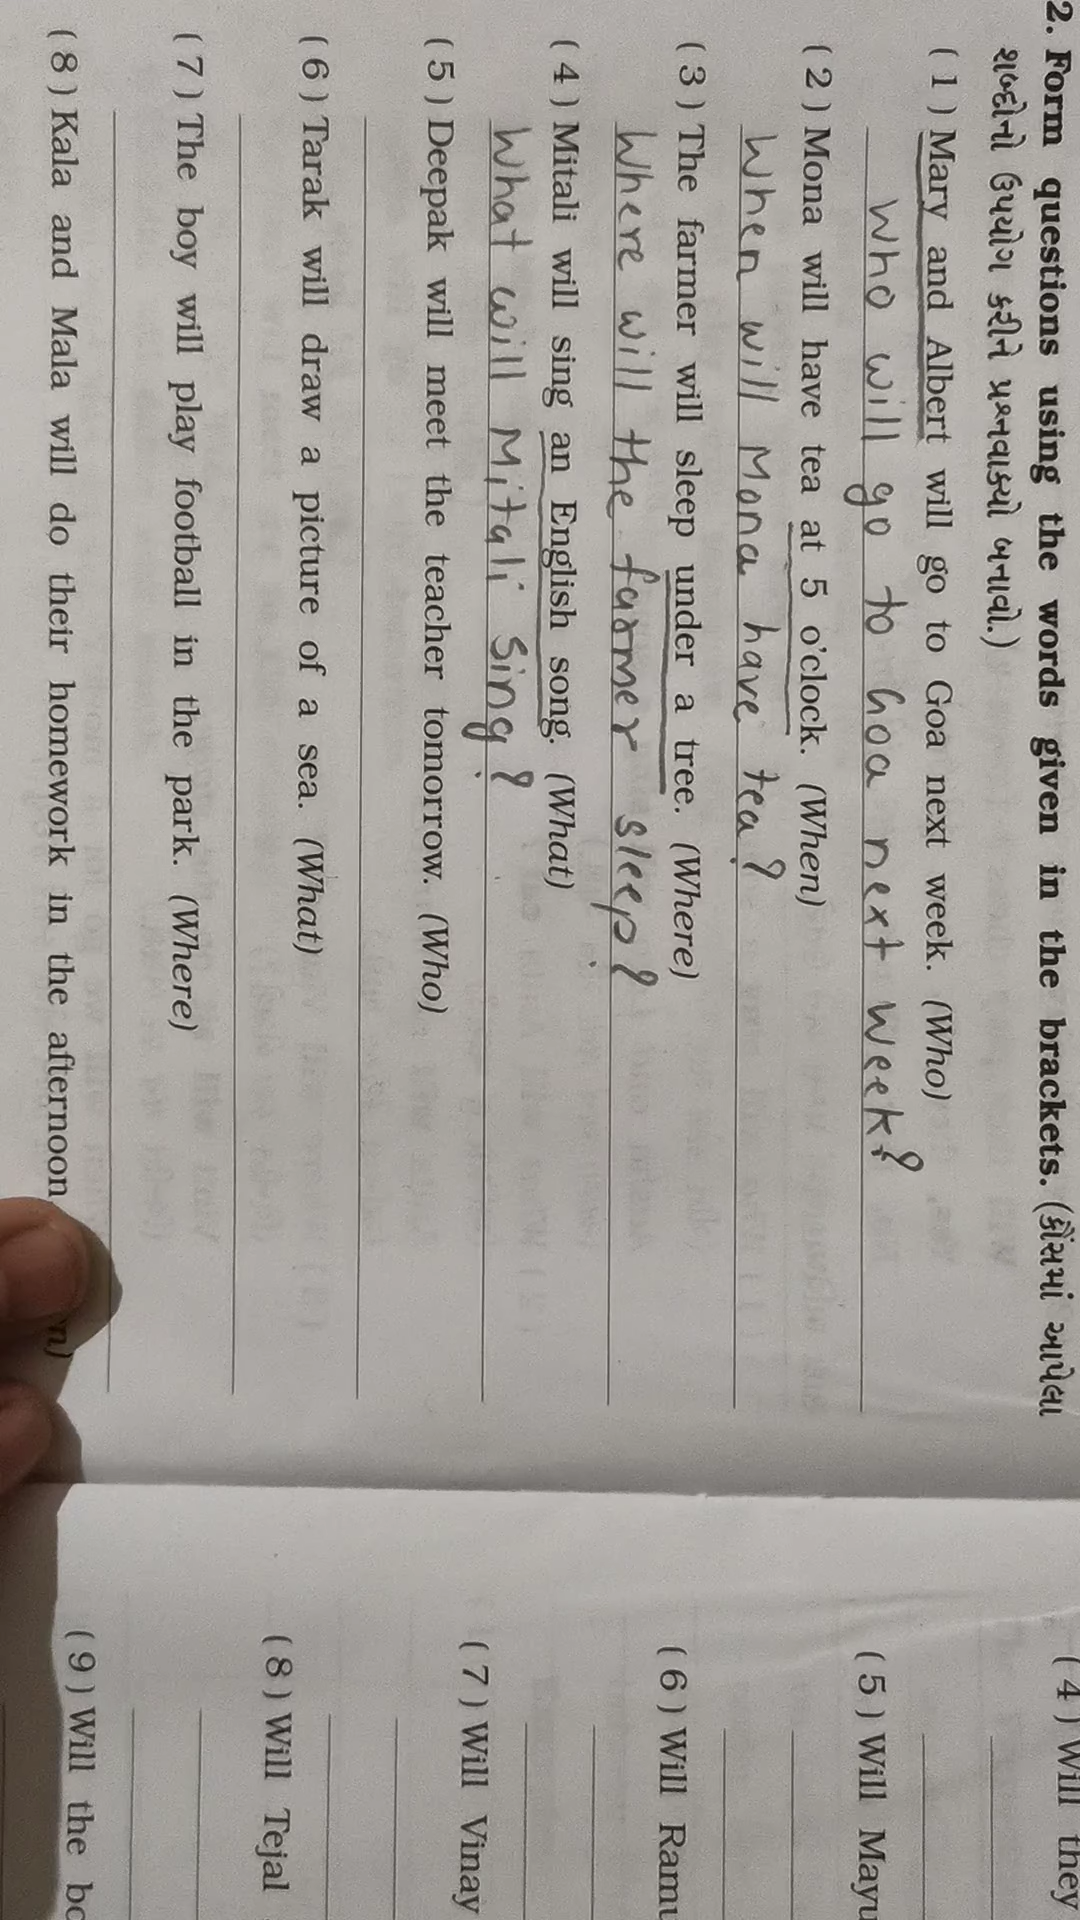 2. Form questions using the words given in the brackets. (કૌંસમાં આપેલા
શબ્દોનો ઉપયોગ કરીને પ્રશ્નવાક્યો બનાવો.)
(1) Mary and Albert will go to Goa next week. (Who)
Who will go to hoa next week?
(2) Mona will have tea at 5 o'clock. (When)
When will Mona have tea?
(3) The farmer will sleep under a tree. (Where)
Where will the farmer sleep?
(4) Mitali will sing an English song. (What)
What will Mitali sing?
(5) Deepak will meet the teacher tomorrow. (Who)
(6) Tarak will draw a picture of a sea. (What)
(7) The boy will play football in the park. (Where)
(8) Kala and Mala will do their homework in the afternoon.
(4) Will they
(5) Will
(6) Will
(7) Will Vinay
(8) Will Tejal
(9) Will the